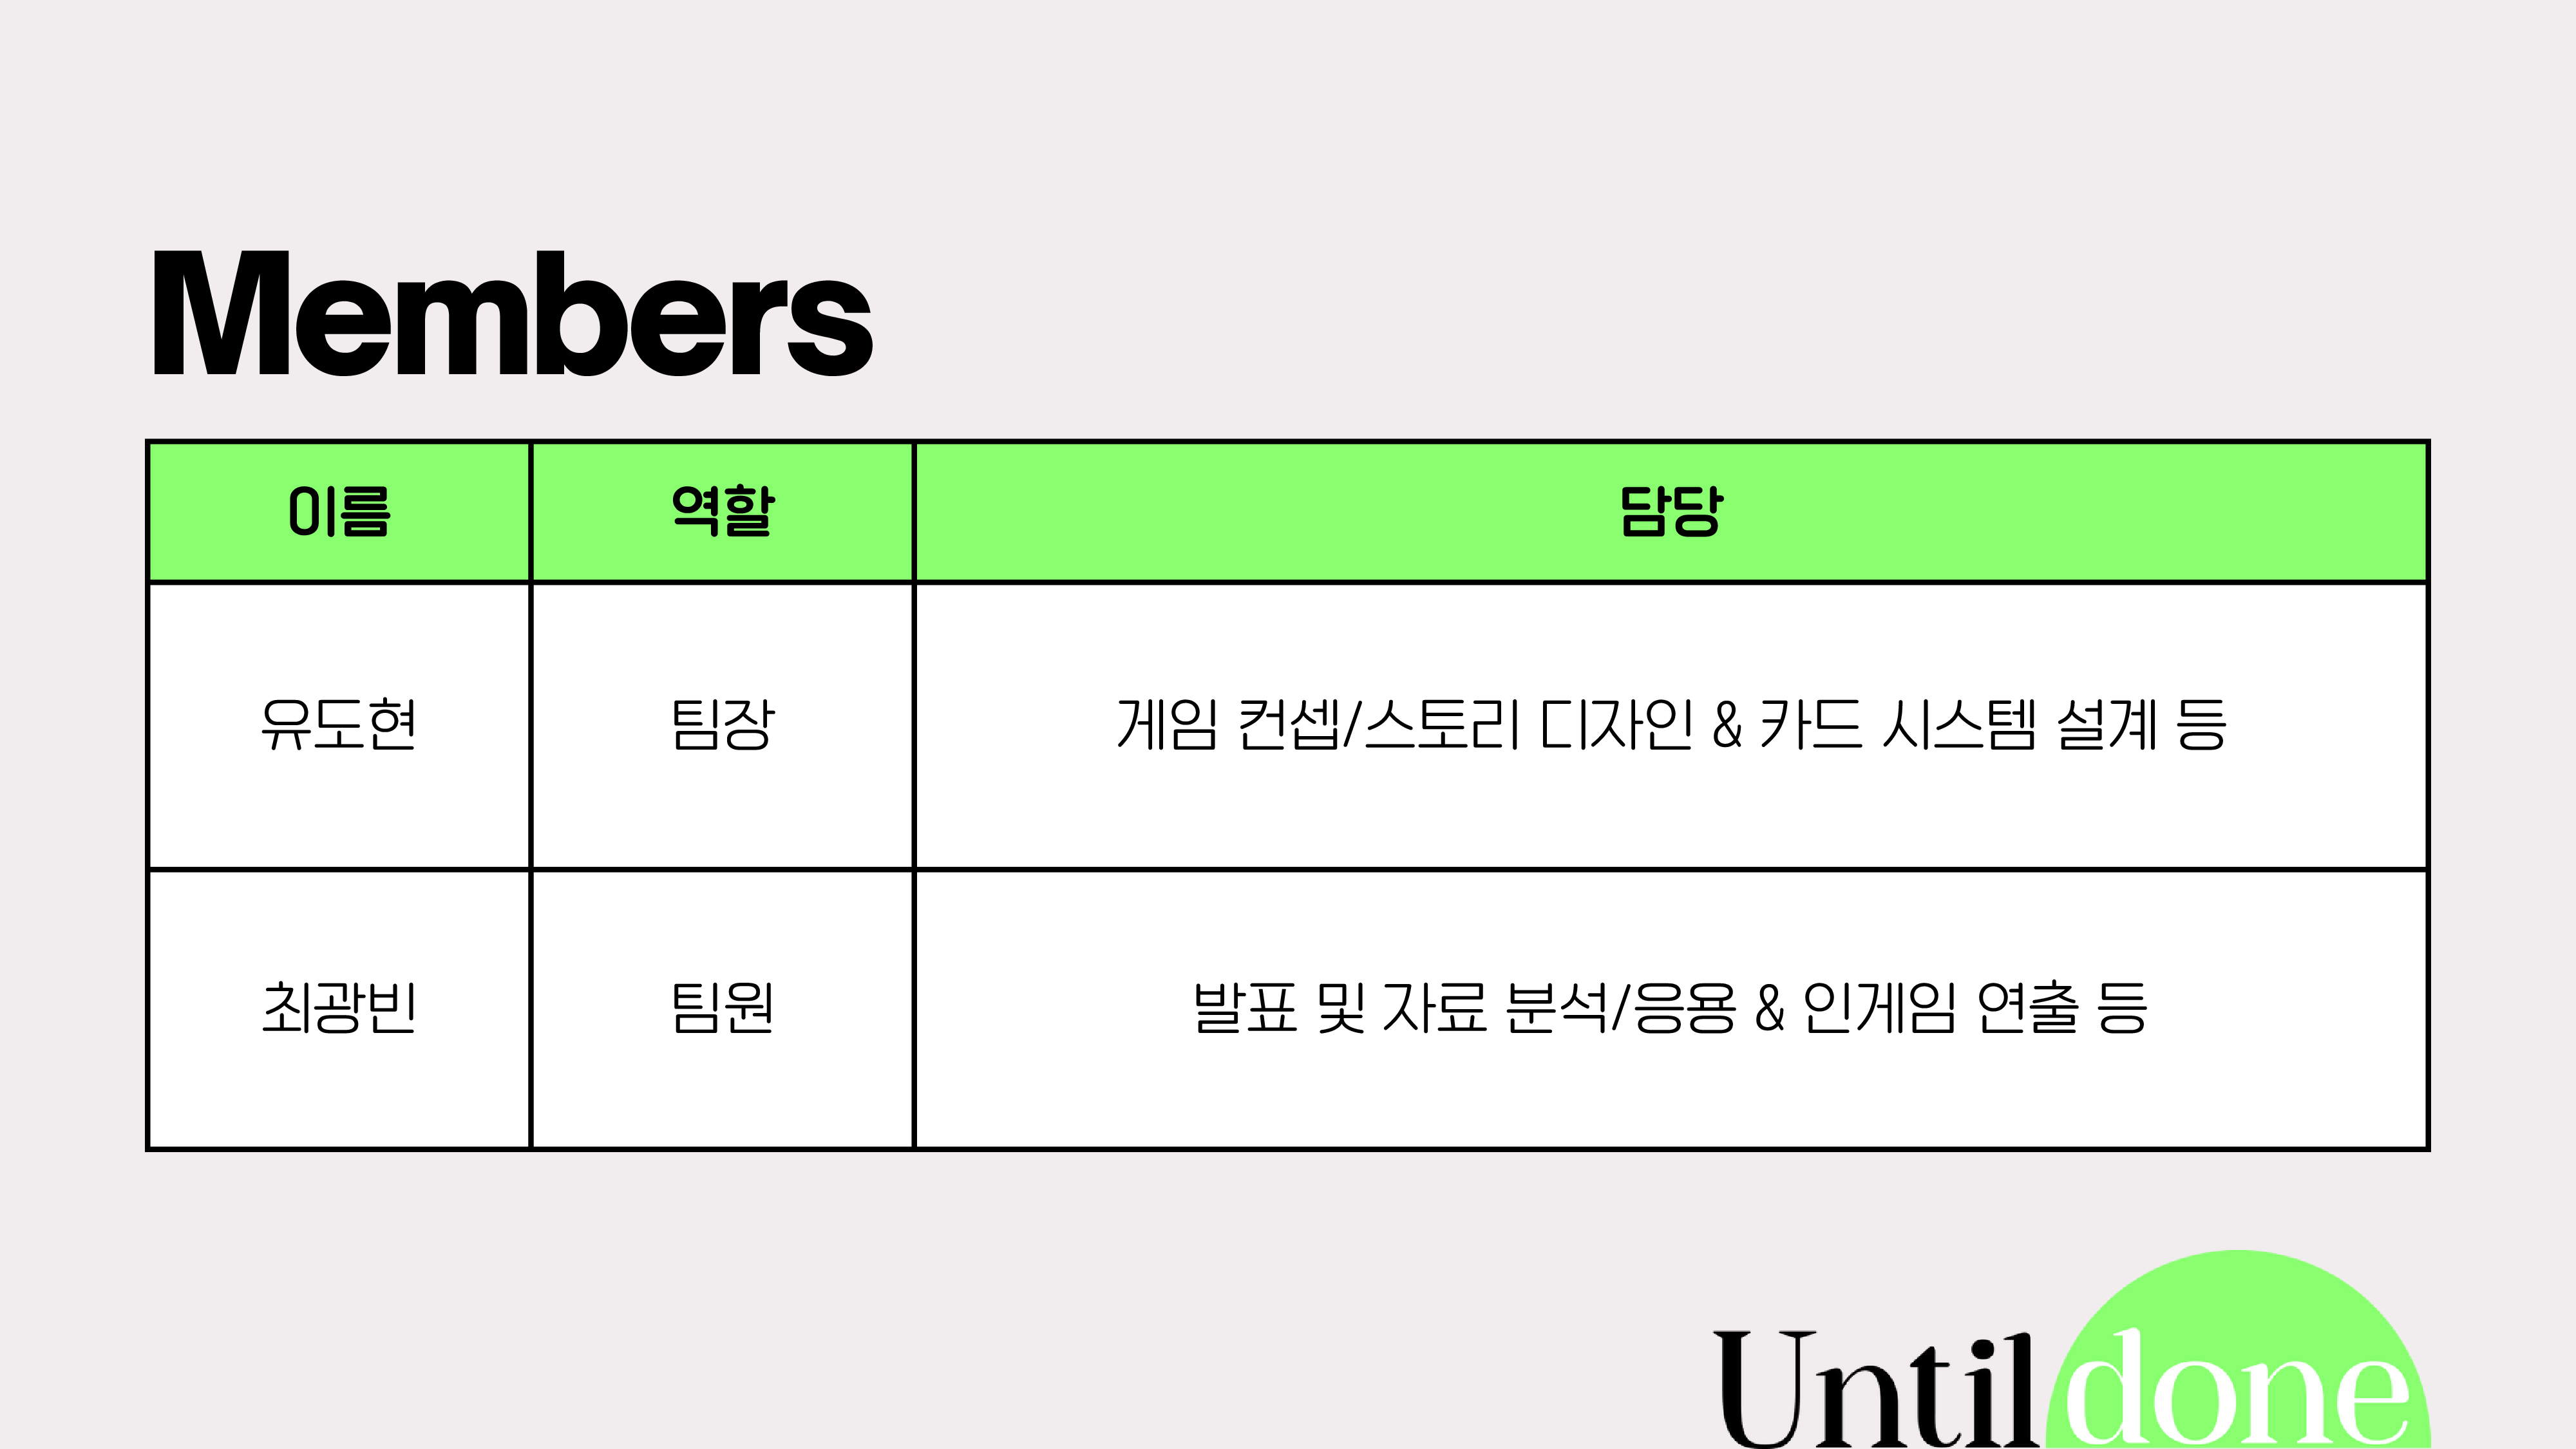 Members
이름 역할 담당
유도현 팀장 게임 컨셉/스토리 디자인 & 카드 시스템 설계 등
최광빈 팀원 발표 및 자료 분석/응용 & 인게임 연출 등
Until done